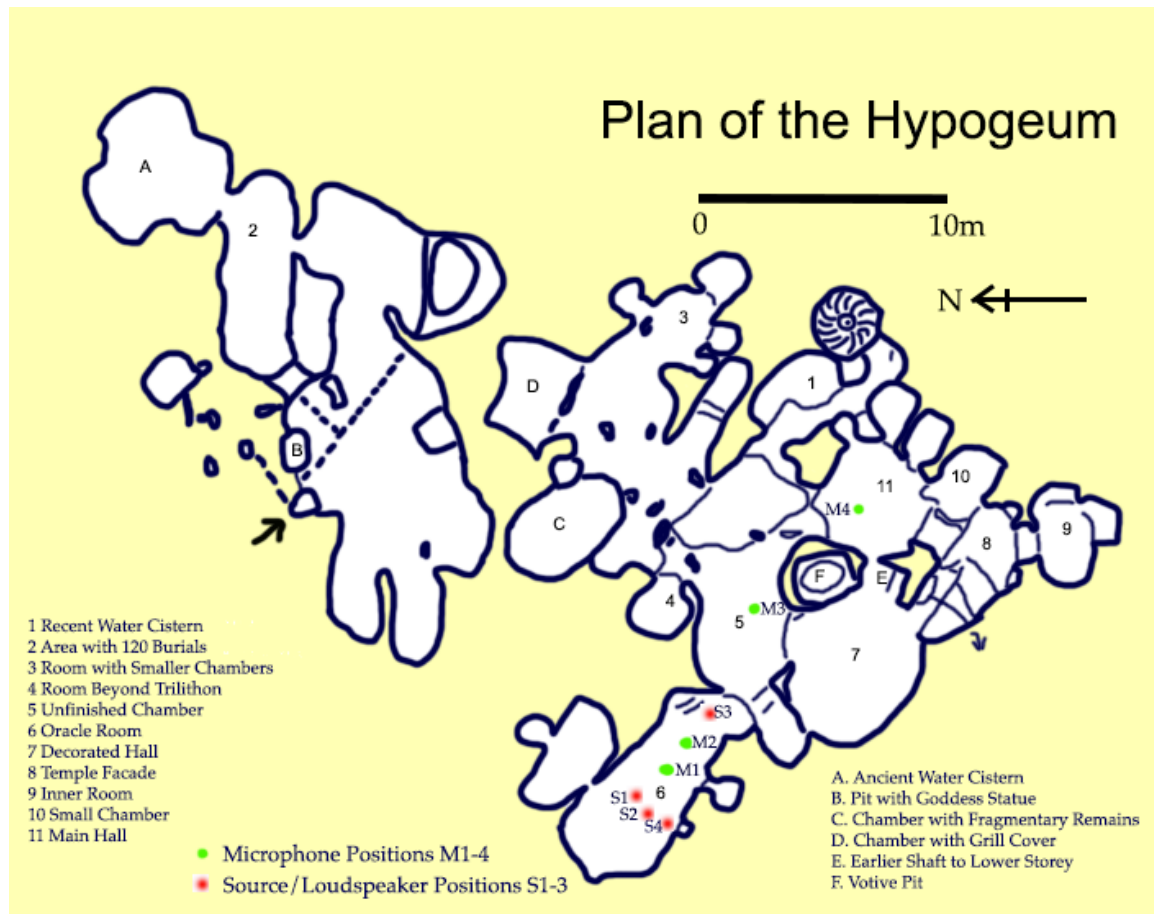 Plan of the Hypogeum
0 10m
N
A
2
3
D
1
B
11
10
C
M4
9
8
F
E
4
5
M3
7
S3
M2
M1
S1
6
S2
S4
1 Recent Water Cistern
2 Area with 120 Burials
3 Room with Smaller Chambers
4 Room Beyond Trilithon
5 Unfinished Chamber
6 Oracle Room
7 Decorated Hall
8 Temple Facade
9 Inner Room
10 Small Chamber
11 Main Hall
Microphone Positions M1-4
Source/Loudspeaker Positions S1-3
A. Ancient Water Cistern
B. Pit with Goddess Statue
C. Chamber with Fragmentary Remains
D. Chamber with Grill Cover
E. Earlier Shaft to Lower Storey
F. Votive Pit